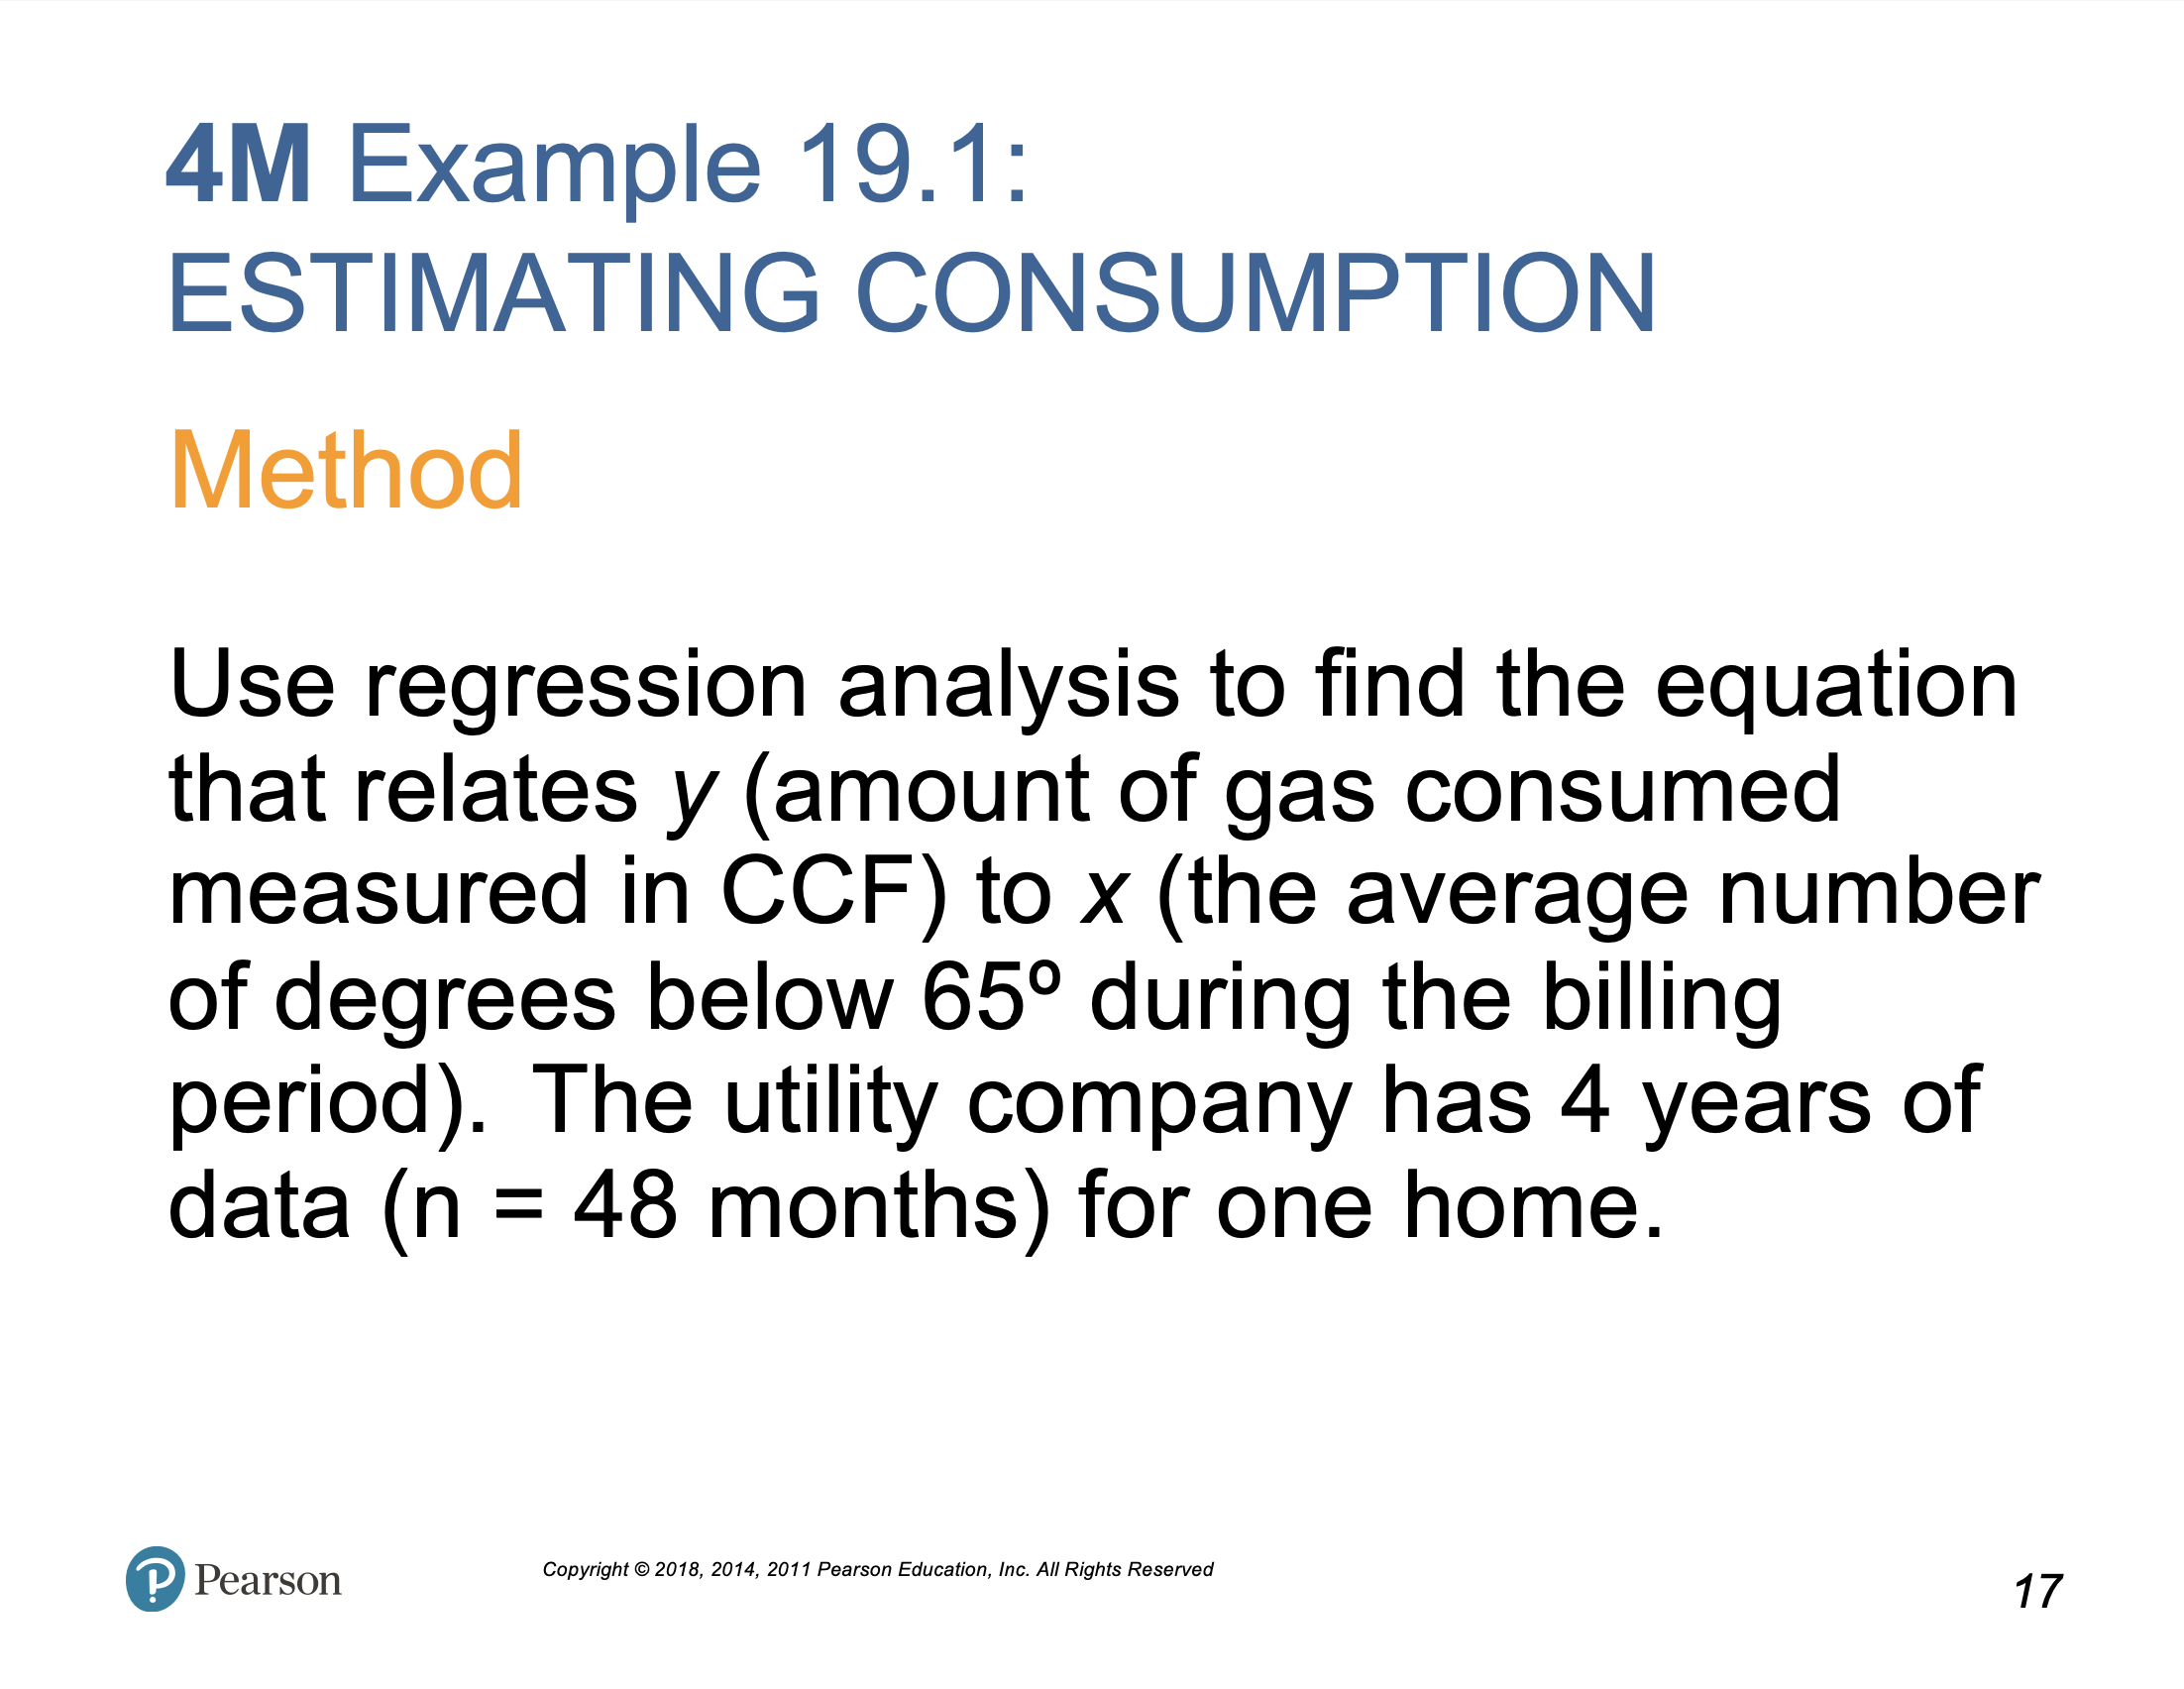 4M Example 19.1:
ESTIMATING CONSUMPTION
Method
Use regression analysis to find the equation
that relates y (amount of gas consumed
measured in CCF) to x (the average number
of degrees below 65º during the billing
period).  The utility company has 4 years of
data (n = 48 months) for one home.
Pearson
Copyright © 2018, 2014, 2011 Pearson Education, Inc. All Rights Reserved
17